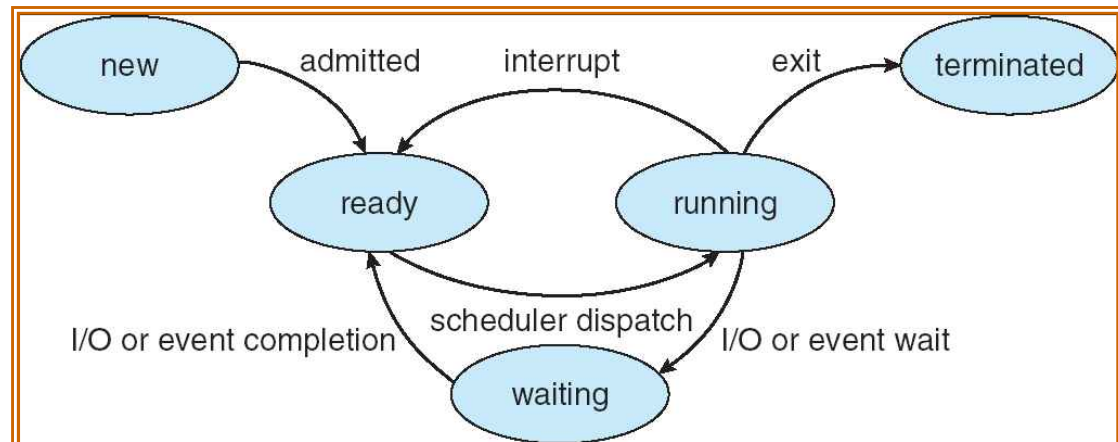 new
admitted
interrupt
exit
terminated
ready
running
I/O or event completion
scheduler dispatch
I/O or event wait
waiting